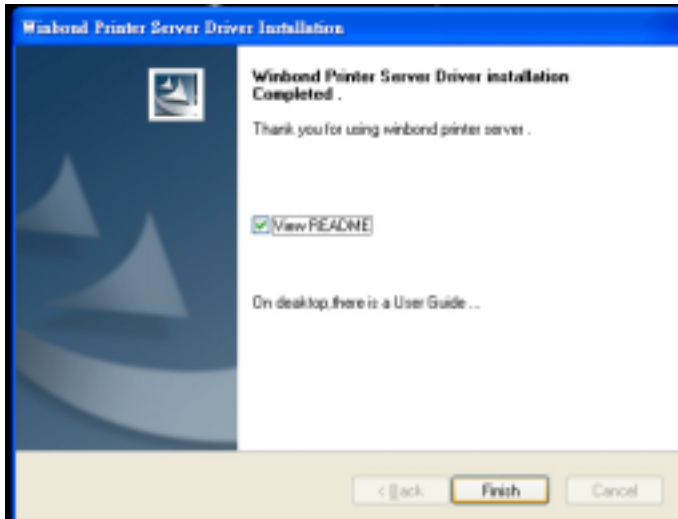 Winbond Printer Server Driver Installation
Winbond Printer Server Driver installation
Completed .
Thank you for using winbond printer server .
View README
On desktop,there is a User Guide ...
< Back
Finish
Cancel